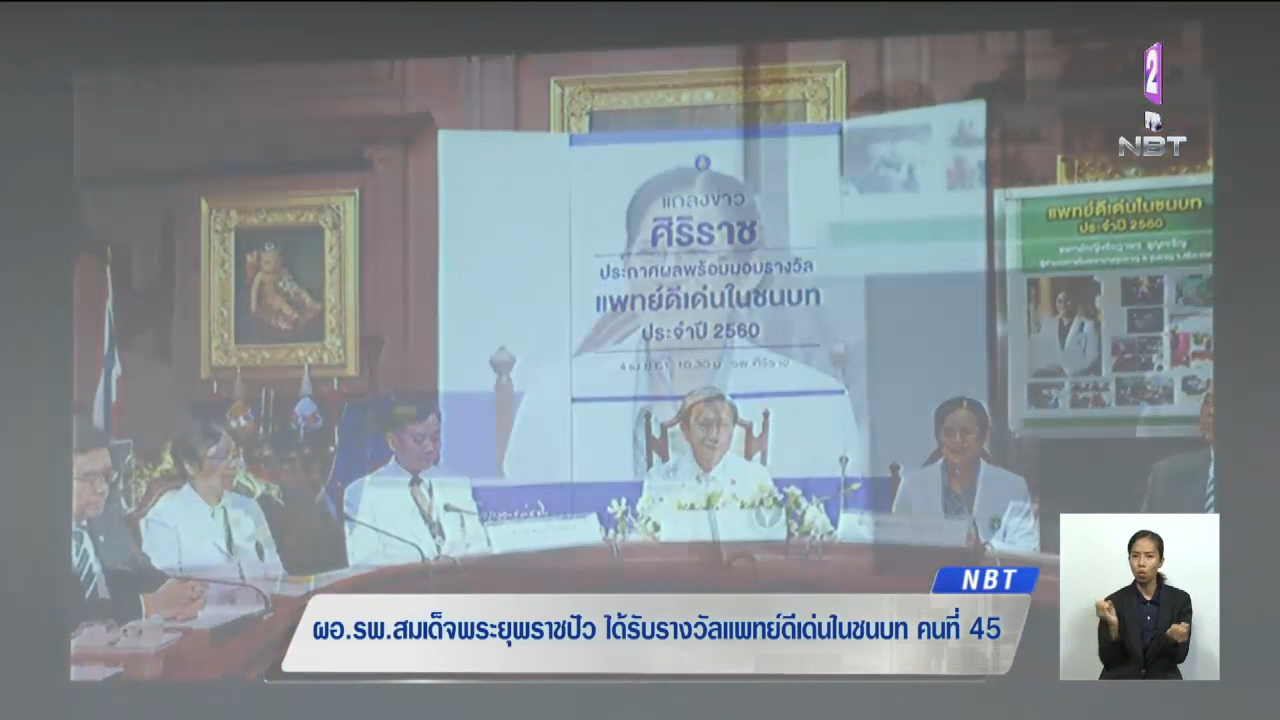 2
NBT
แถลงข่าว
ศิริราช
ประกาศผลพร้อมมอบรางวัล
แพทย์ดีเด่นในชนบท
ประจำปี 2560
แพทย์ดีเด่นในชนบท
ประจำปี 2560
NBT
ผอ.รพ.สมเด็จพระยุพราชปัว ได้รับรางวัลแพทย์ดีเด่นในชนบท คนที่ 45